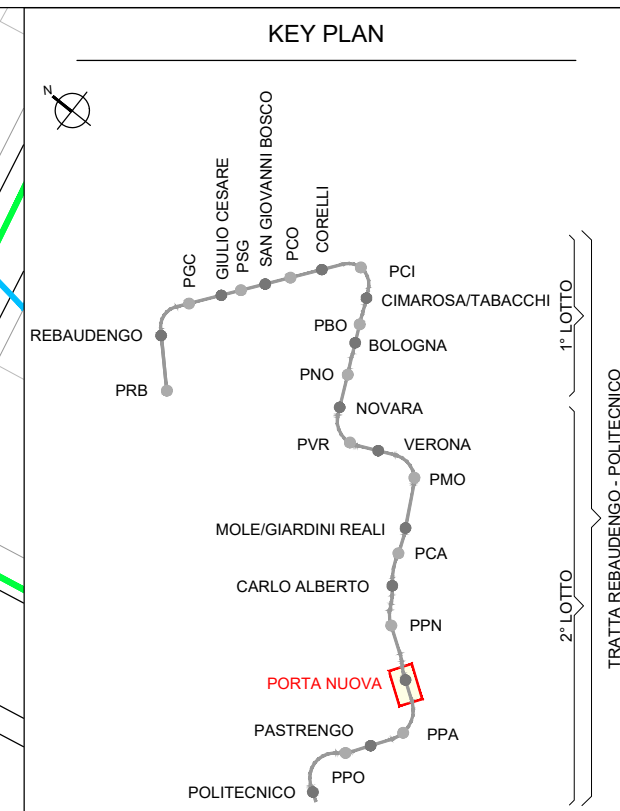 KEY PLAN
N
PGC
GIULIO CESARE
PSG
SAN GIOVANNI BOSCO
PCO
CORELLI
PCI
CIMAROSA/TABACCHI
REBAUDENGO
PBO
BOLOGNA
PRB
PNO
NOVARA
PVR
VERONA
PMO
MOLE/GIARDINI REALI
PCA
CARLO ALBERTO
PPN
PORTA NUOVA
PASTRENGO
PPA
PPO
POLITECNICO
1° LOTTO
2° LOTTO
TRATTA REBAUDENGO - POLITECNICO